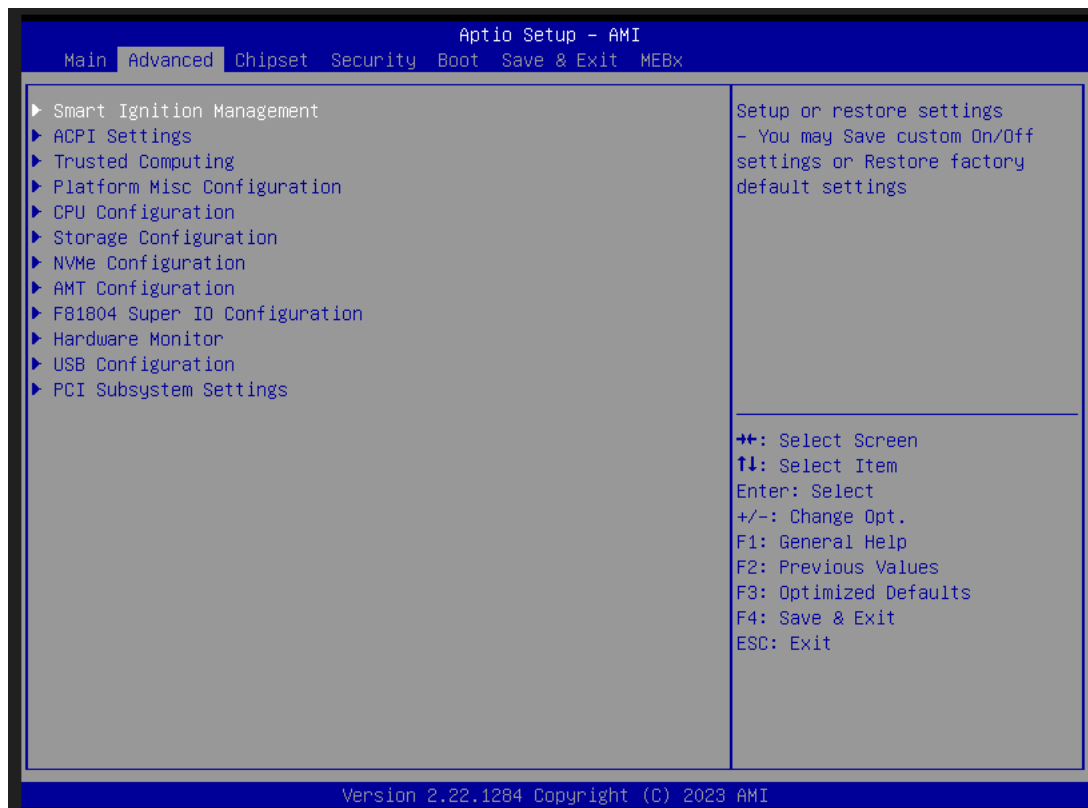 Aptio Setup – AMI
Main Advanced Chipset Security Boot Save & Exit MEBx
Smart Ignition Management
ACPI Settings
Trusted Computing
Platform Misc Configuration
CPU Configuration
Storage Configuration
NVMe Configuration
AMT Configuration
F81804 Super IO Configuration
Hardware Monitor
USB Configuration
PCI Subsystem Settings
Setup or restore settings
– You may Save custom On/Off
settings or Restore factory
default settings
→←: Select Screen
↑↓: Select Item
Enter: Select
+/–: Change Opt.
F1: General Help
F2: Previous Values
F3: Optimized Defaults
F4: Save & Exit
ESC: Exit
Version 2.22.1284 Copyright (C) 2023 AMI